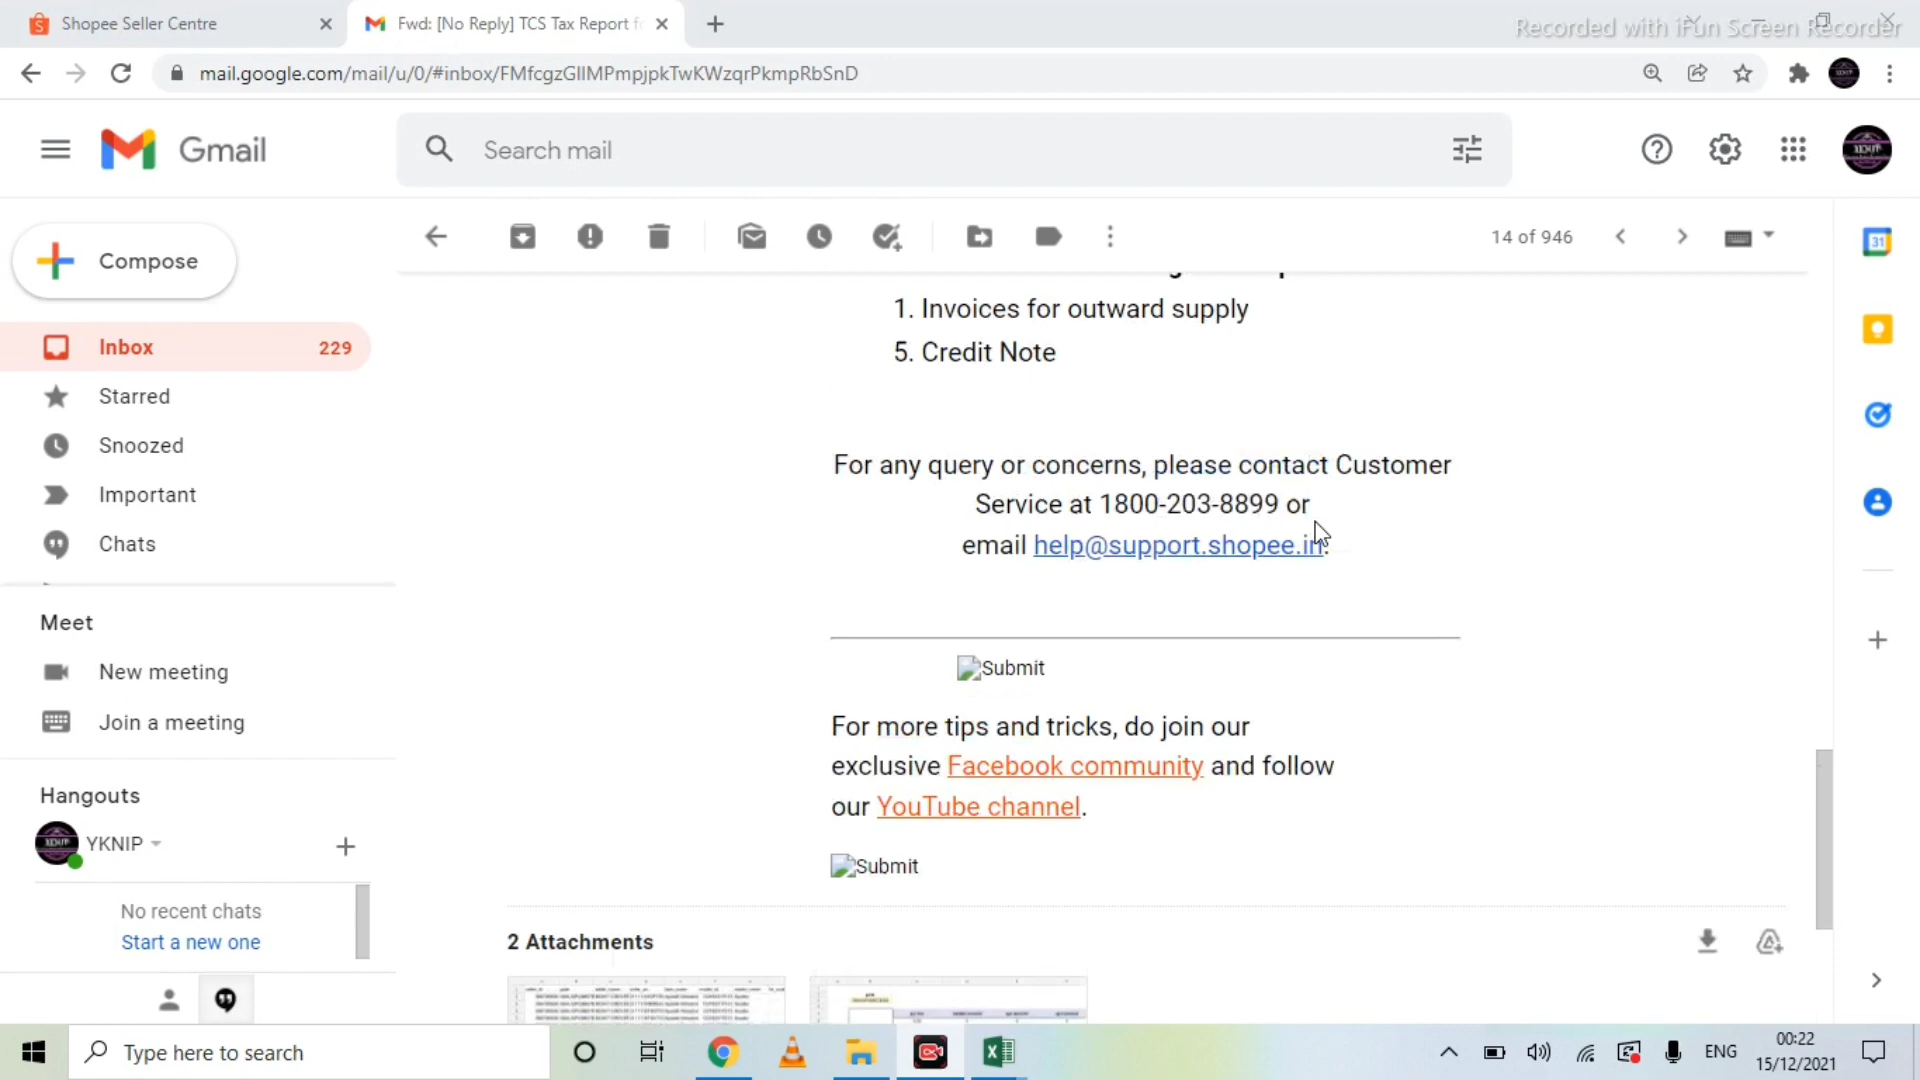 Shopee Seller Centre
Fwd: [No Reply] TCS Tax Report fo
Recorded with iFun Screen Recorder
mail.google.com/mail/u/0/#inbox/FMfcgzGllMPmpjpkTwKWzqrPkmpRbSnD
Gmail
Search mail
Compose
14 of 946
31
Inbox 229
Starred
Snoozed
Important
Chats
1. Invoices for outward supply
5. Credit Note
For any query or concerns, please contact Customer
Service at 1800-203-8899 or
email help@support.shopee.in.
Meet
New meeting
Join a meeting
Submit
For more tips and tricks, do join our
exclusive Facebook community and follow
our YouTube channel.
Submit
Hangouts
YKNIP
No recent chats
Start a new one
2 Attachments
Type here to search
ENG
00:22
15/12/2021